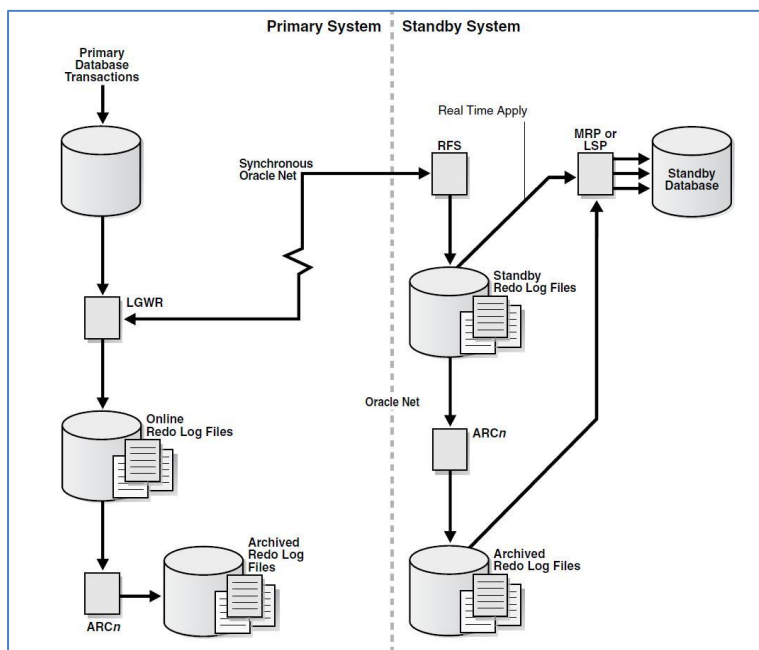 Primary System
Standby System
Primary
Database
Transactions
Real Time Apply
MRP or
LSP
RFS
Synchronous
Oracle Net
Standby
Database
Standby
Redo Log Files
LGWR
Oracle Net
Online
Redo Log Files
ARCn
Archived
Redo Log
Files
Archived
Redo Log Files
ARCn